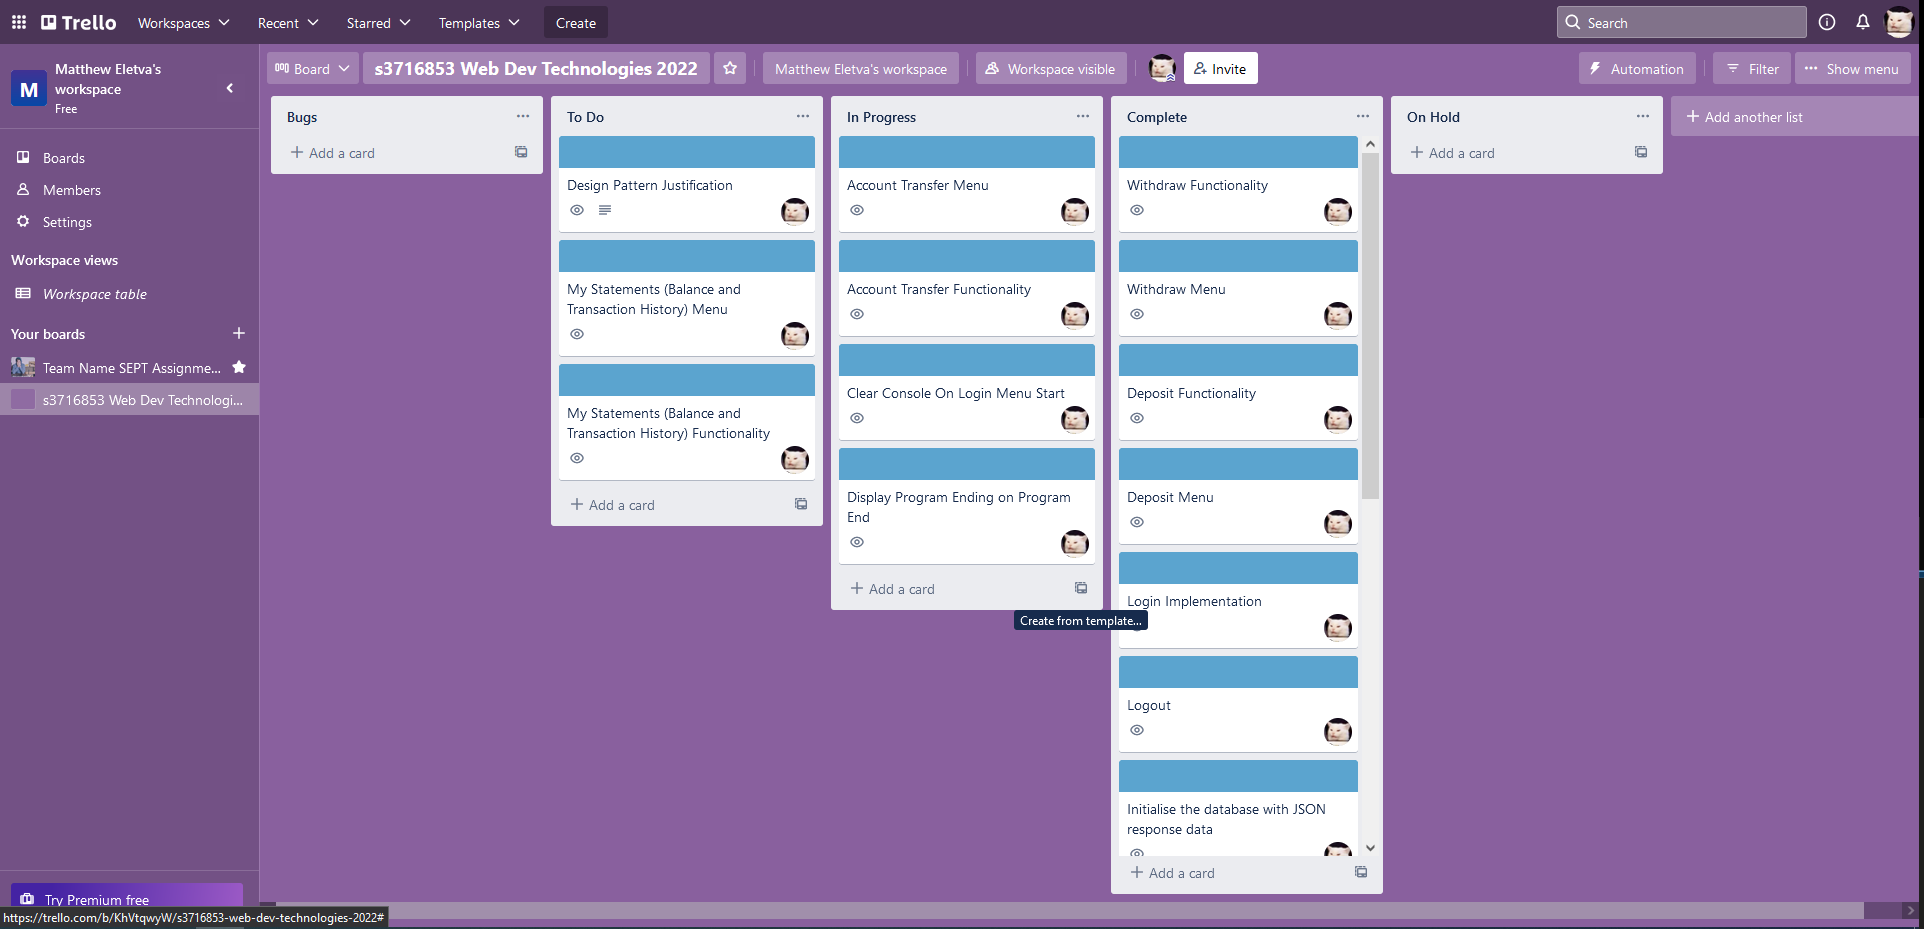 Trello
Workspaces
Recent
Starred
Templates
Create
Search
M
Matthew Eletva's
workspace
Free
Board
s3716853 Web Dev Technologies 2022
Matthew Eletva's workspace
Workspace visible
Invite
Automation
Filter
Show menu
Boards
Members
Settings
Workspace views
Workspace table
Your boards
Team Name SEPT Assignme...
s3716853 Web Dev Technologi...
Try Premium free
https://trello.com/b/KhVtqwyW/s3716853-web-dev-technologies-2022#
Bugs
Add a card
To Do
Design Pattern Justification
My Statements (Balance and
Transaction History) Menu
My Statements (Balance and
Transaction History) Functionality
Add a card
In Progress
Account Transfer Menu
Account Transfer Functionality
Clear Console On Login Menu Start
Display Program Ending on Program
End
Add a card
Create from template...
Complete
Withdraw Functionality
Withdraw Menu
Deposit Functionality
Deposit Menu
Login Implementation
Logout
Initialise the database with JSON
response data
Add a card
On Hold
Add a card
Add another list